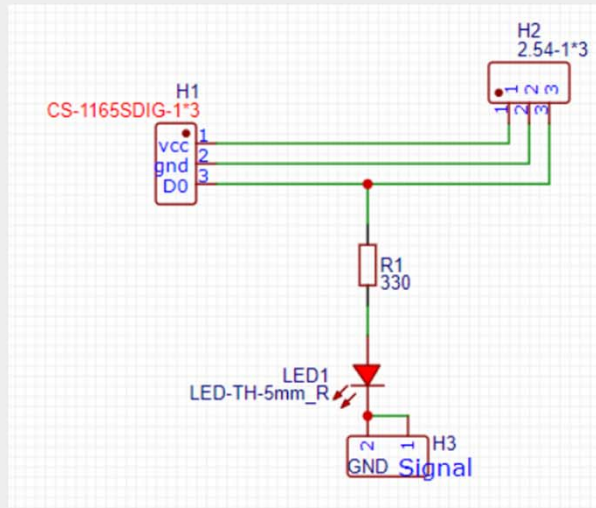 H2
2.54-1*3
1 2 3
1 2 3
H1
CS-1165SDIG-1*3
vcc 1
gnd 2
D0 3
R1
330
LED1
LED-TH-5mm_R
2 1 H3
GND Signal